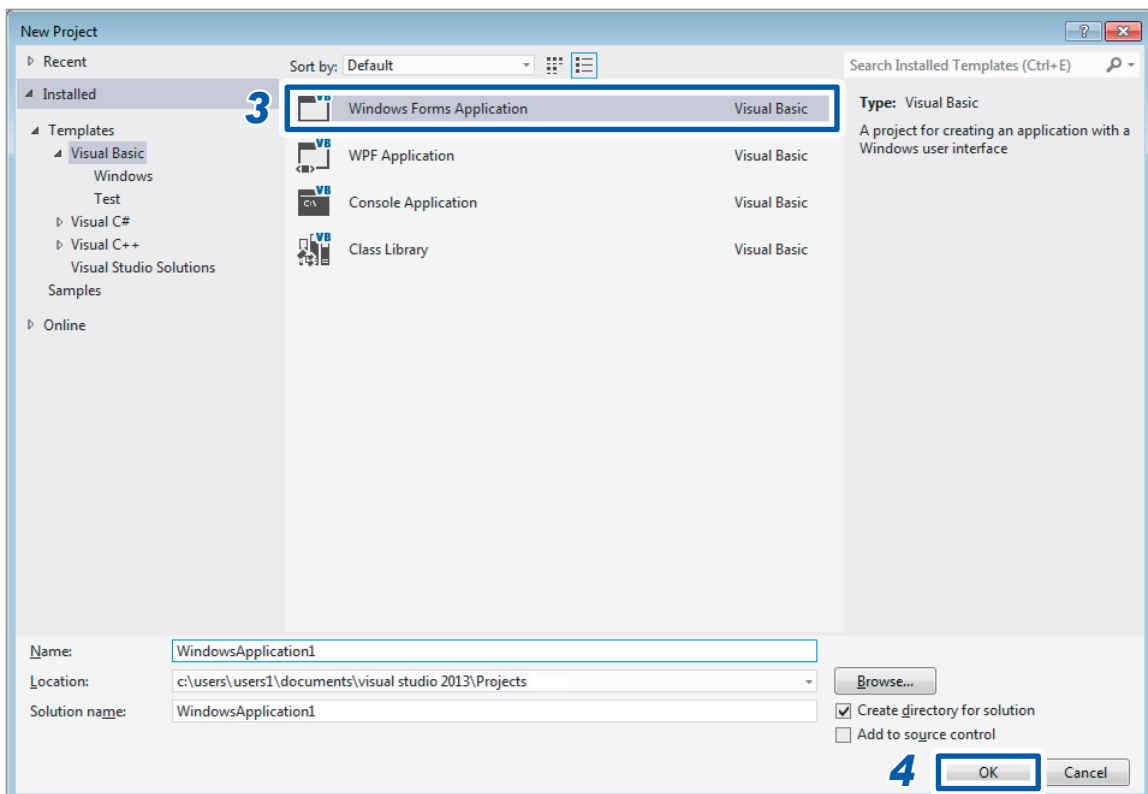 New Project
Recent
Installed
Templates
Visual Basic
Windows
Test
Visual C#
Visual C++
Visual Studio Solutions
Samples
Online
Sort by: Default
3
VB Windows Forms Application Visual Basic
VB WPF Application Visual Basic
C:\ VB Console Application Visual Basic
VB Class Library Visual Basic
Search Installed Templates (Ctrl+E)
Type: Visual Basic
A project for creating an application with a
Windows user interface
Name: WindowsApplication1
Location: c:\users\users1\documents\visual studio 2013\Projects
Browse...
Solution name: WindowsApplication1
Create directory for solution
Add to source control
4
OK Cancel